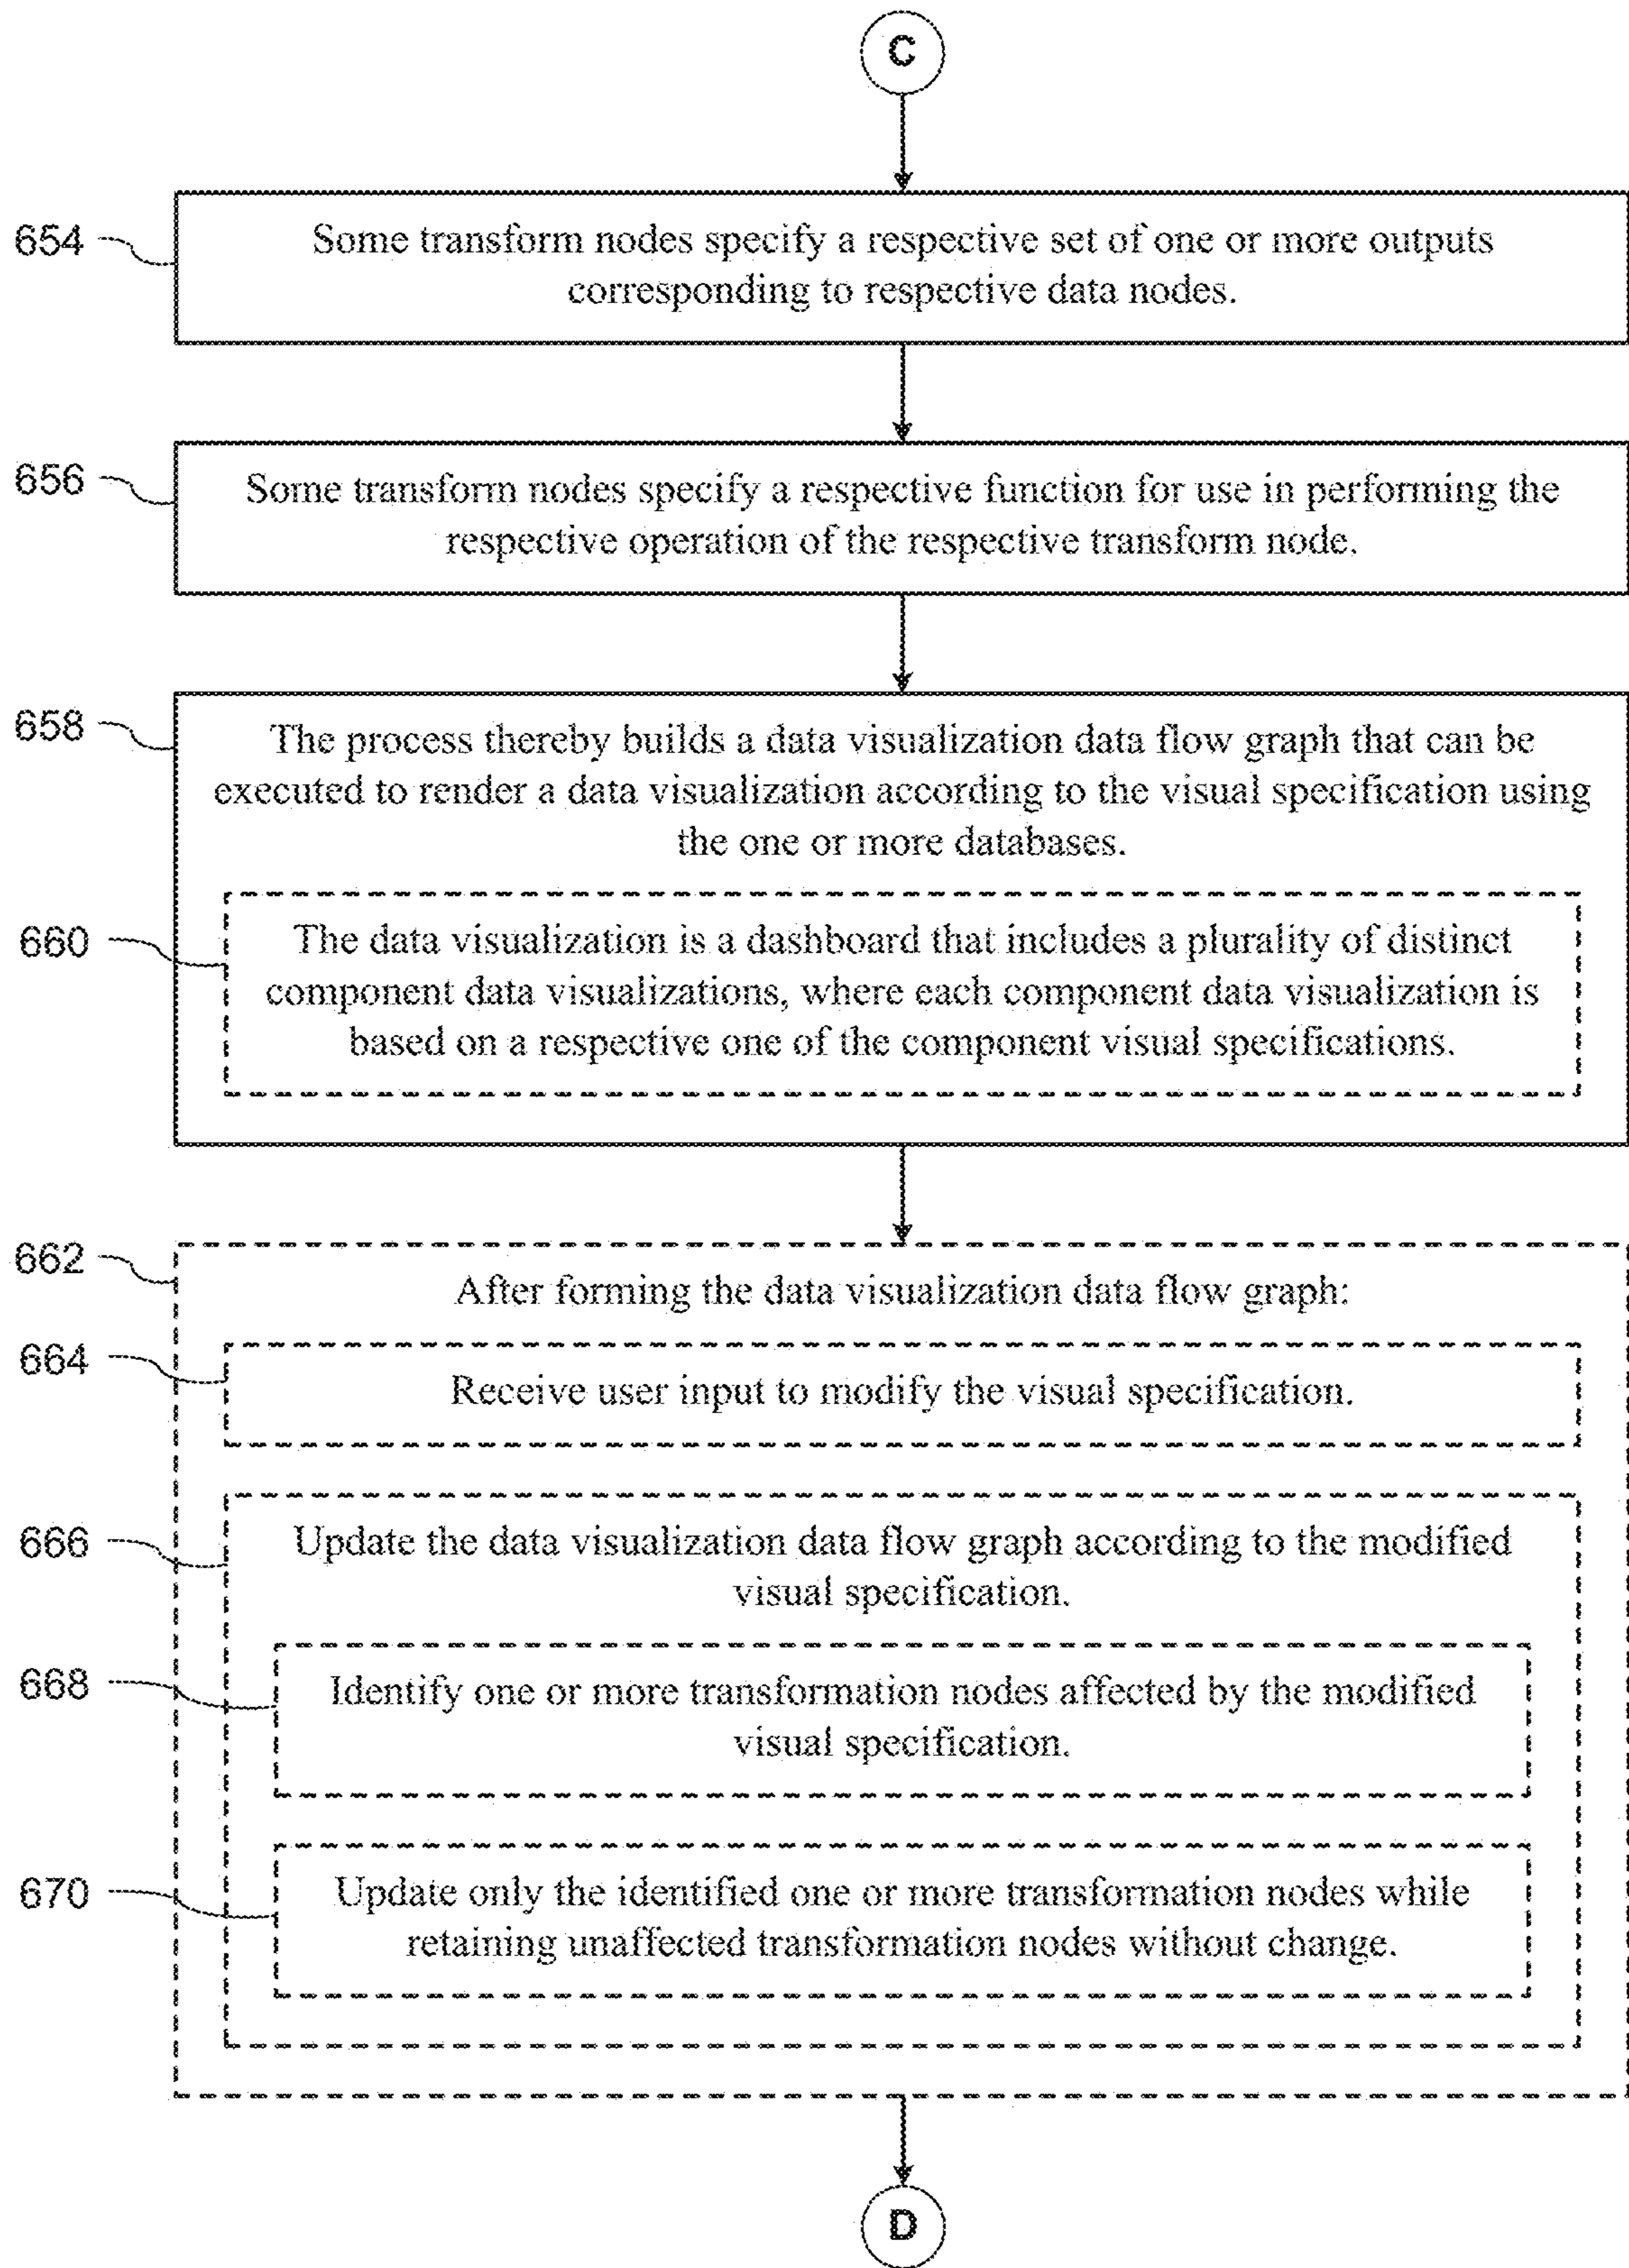 C
654
Some transform nodes specify a respective set of one or more outputs
corresponding to respective data nodes.
656
Some transform nodes specify a respective function for use in performing the
respective operation of the respective transform node.
658
The process thereby builds a data visualization data flow graph that can be
executed to render a data visualization according to the visual specification using
the one or more databases.
660
The data visualization is a dashboard that includes a plurality of distinct
component data visualizations, where each component data visualization is
based on a respective one of the component visual specifications.
662
After forming the data visualization data flow graph:
664
Receive user input to modify the visual specification.
666
Update the data visualization data flow graph according to the modified
visual specification.
668
Identify one or more transformation nodes affected by the modified
visual specification.
670
Update only the identified one or more transformation nodes while
retaining unaffected transformation nodes without change.
D